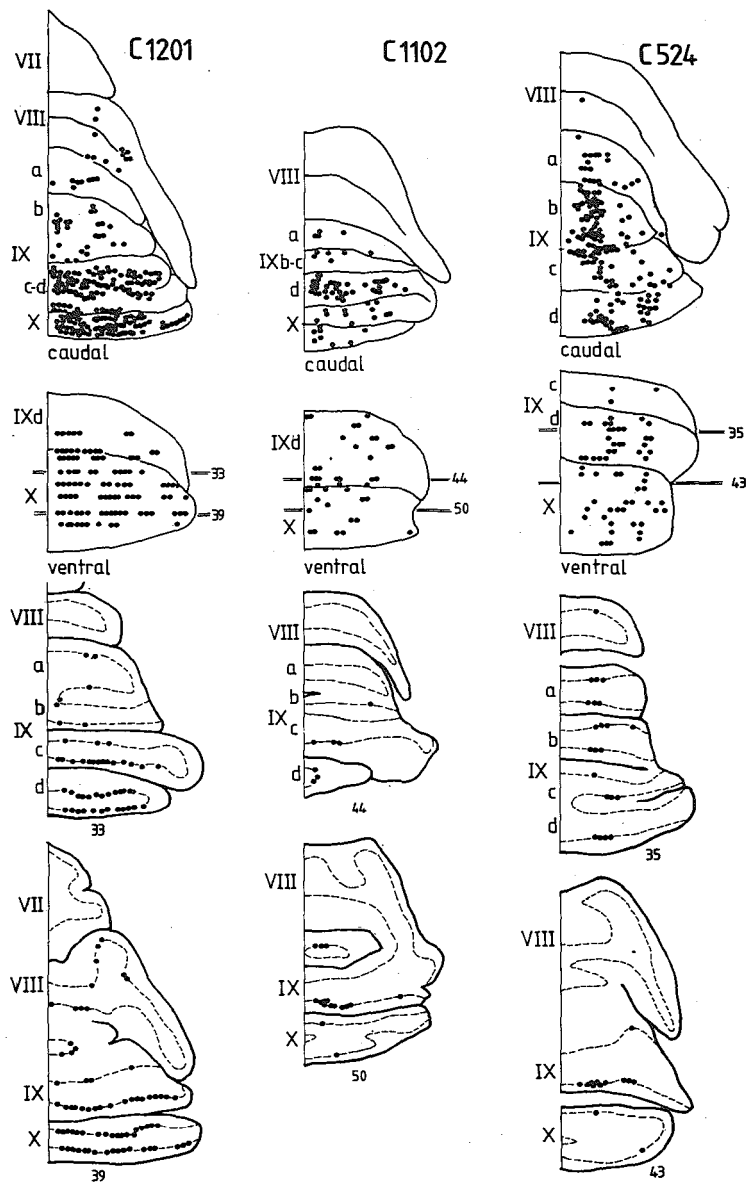 C1201
VII
VIII
a
b
IX
c-d
X
caudal
IXd
33
X
39
ventral
VIII
a
b
IX
c
d
33
VII
VIII
IX
X
39
C1102
VIII
a
IXb-c
d
X
caudal
IXd
44
X
50
ventral
VIII
a
b
IX
c
d
44
VIII
IX
X
50
C524
VIII
a
b
IX
c
d
caudal
c
IX
d
35
43
X
ventral
VIII
a
b
IX
c
d
35
VIII
IX
X
43